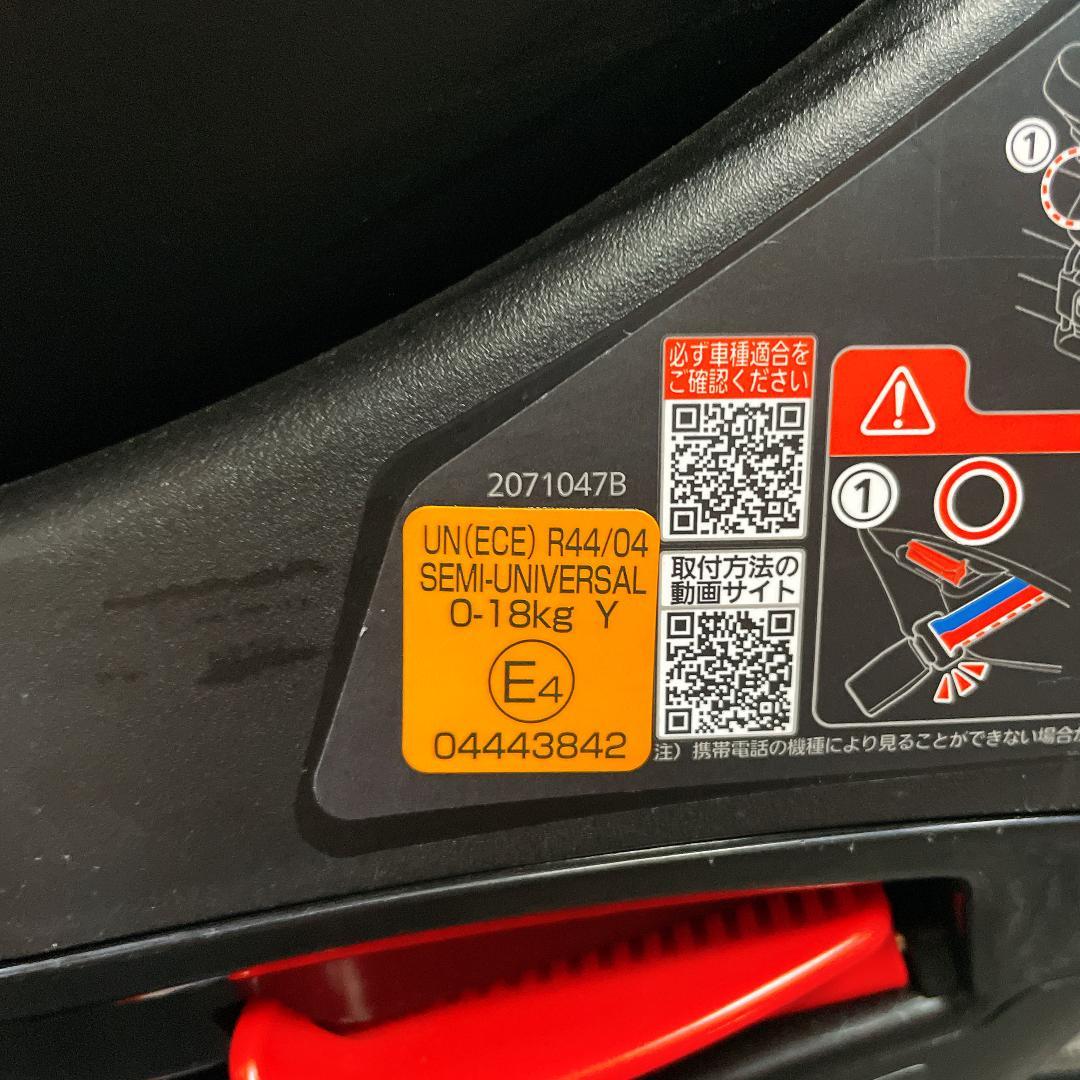 ①
必ず車種適合を
ご確認ください
2071047B
①
UN(ECE) R44/04
SEMI-UNIVERSAL
0-18kg Y
E4
04443842
取付方法の
動画サイト
注）携帯電話の機種により見ることができない場合が